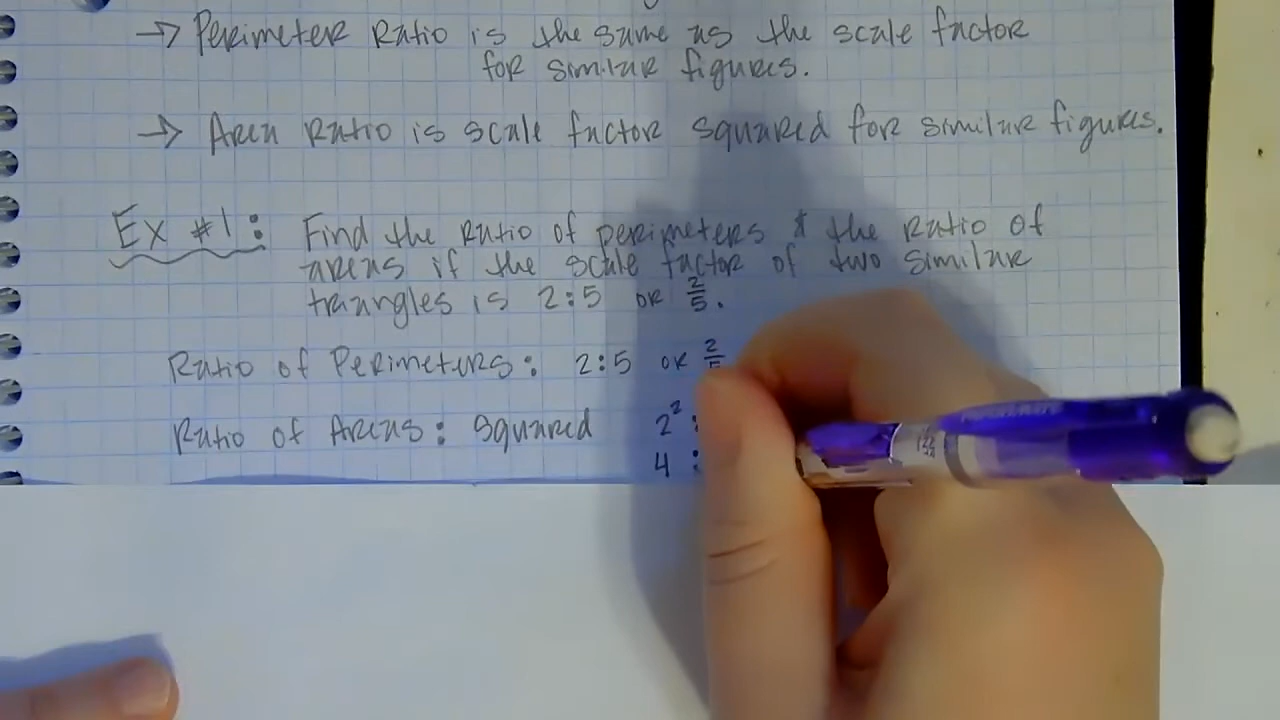 → Perimeter Ratio is the same as the scale factor
for similar figures.
→ Area Ratio is scale factor squared for similar figures.
Ex #1: Find the ratio of perimeters & the ratio of
areas if the scale factor of two similar
triangles is 2:5 or 2/5.
Ratio of Perimeters: 2:5 or 2/5
Ratio of Areas: Squared 2²:
4 :